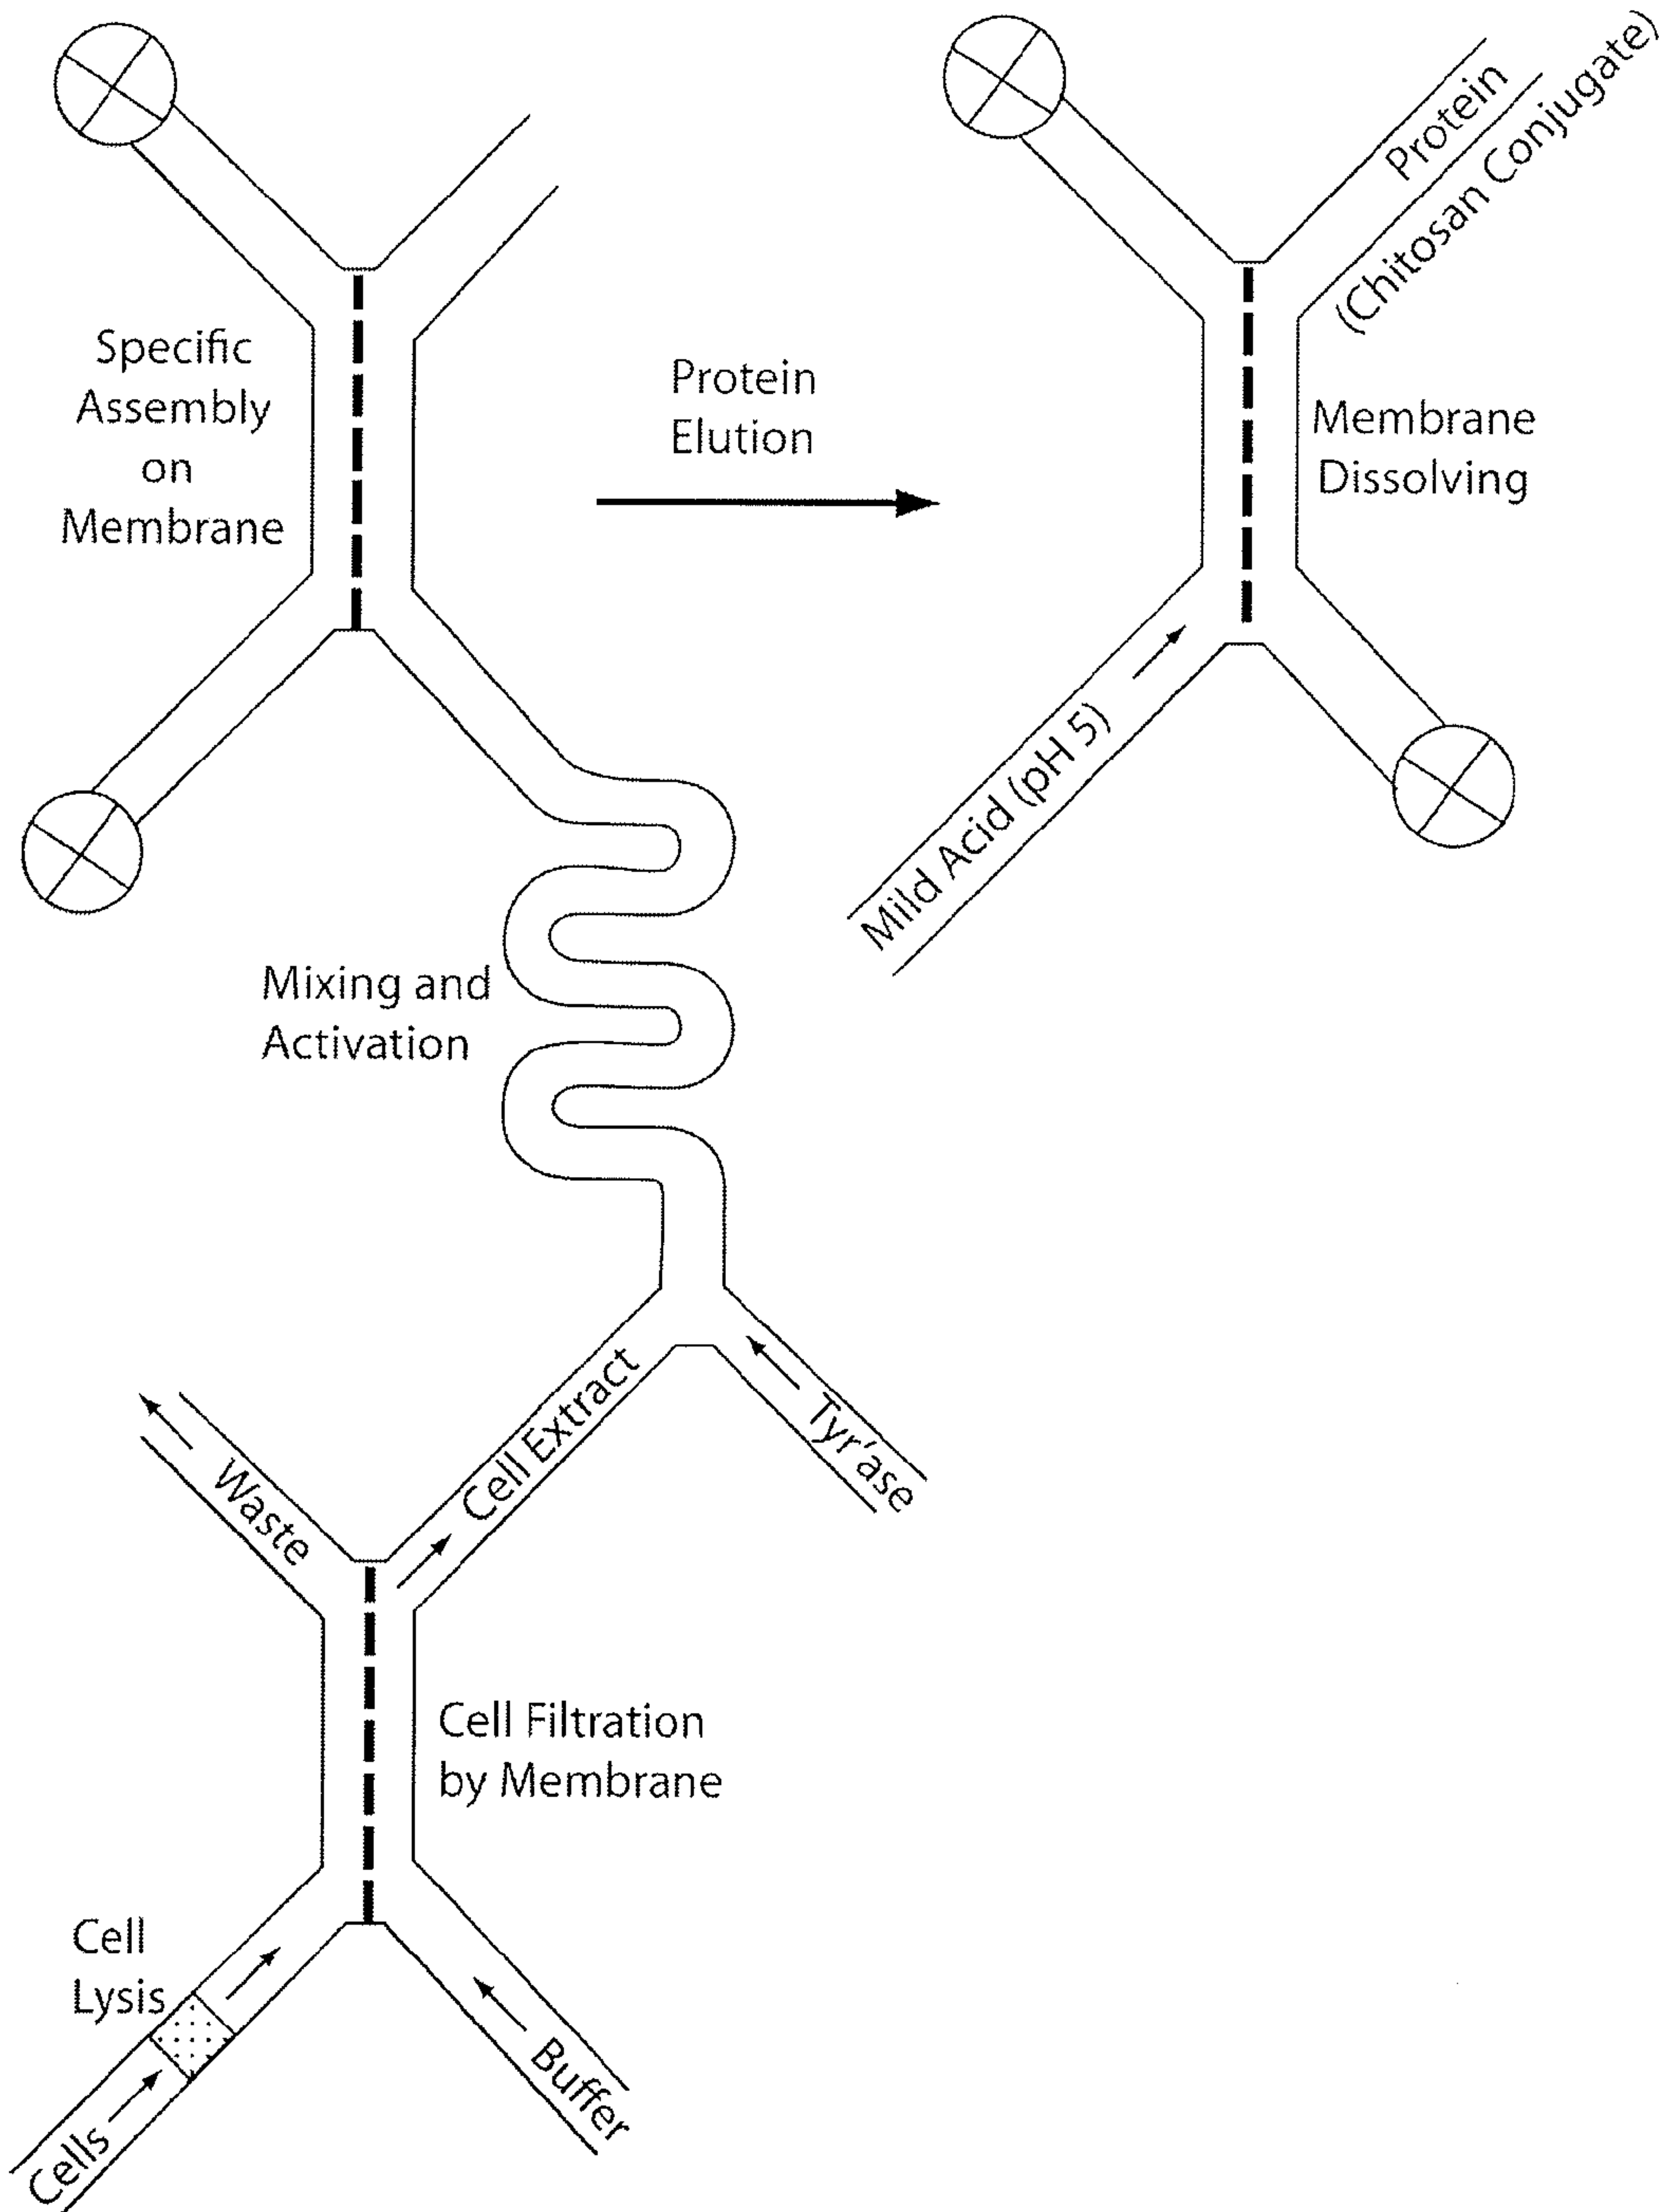 Protein
(Chitosan Conjugate)
Specific
Assembly
on
Membrane
Protein
Elution
Membrane
Dissolving
Mild Acid (pH 5)
Mixing and
Activation
Cell Extract
Tyr'ase
Waste
Cell Filtration
by Membrane
Cell
Lysis
Buffer
Cells